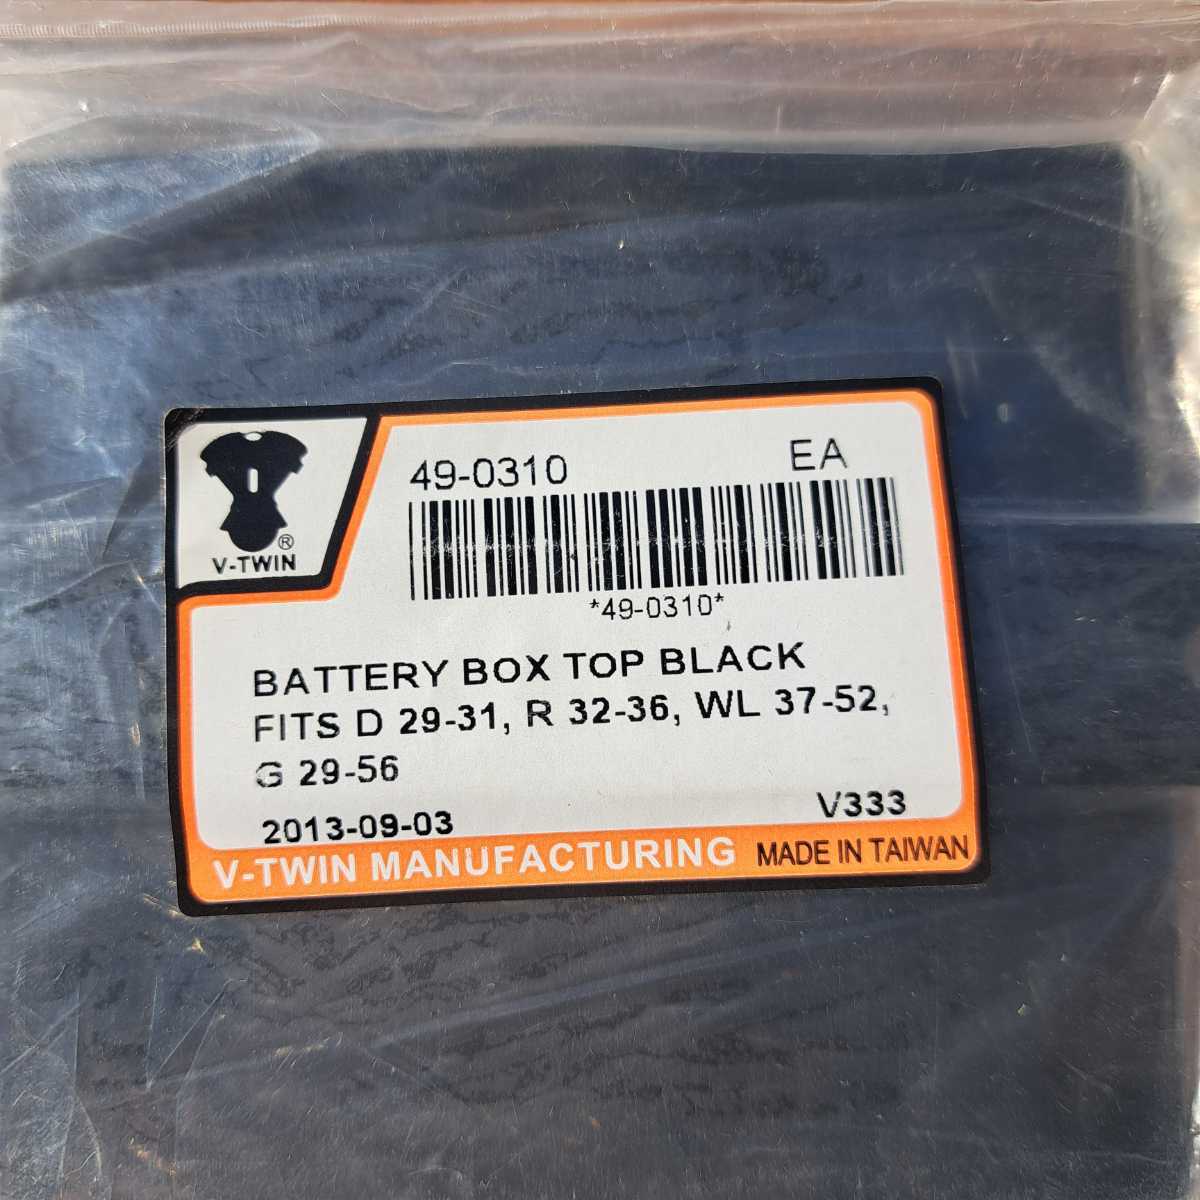 49-0310 EA
®
V-TWIN
*49-0310*
BATTERY BOX TOP BLACK
FITS D 29-31, R 32-36, WL 37-52,
G 29-56
2013-09-03 V333
V-TWIN MANUFACTURING MADE IN TAIWAN